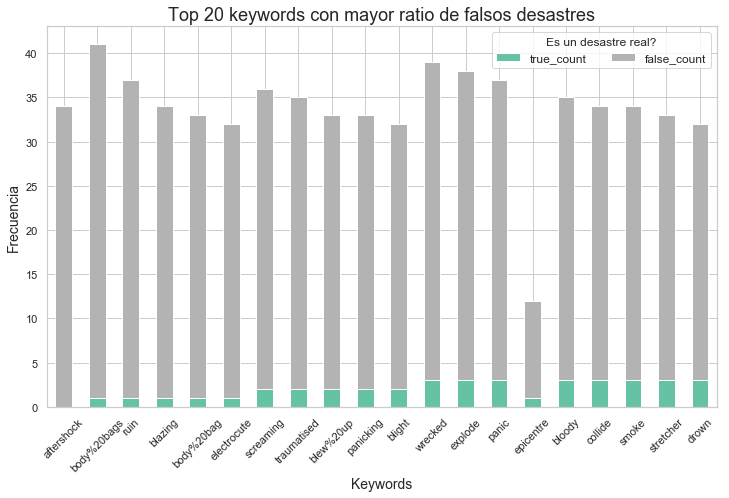 Top 20 keywords con mayor ratio de falsos desastres
Es un desastre real?
true_count false_count
40
35
30
25
20
15
10
5
0
Frecuencia
aftershock
body%20bags
ruin
blazing
body%20bag
electrocute
screaming
traumatised
blew%20up
panicking
blight
wrecked
explode
panic
epicentre
bloody
collide
smoke
stretcher
drown
Keywords